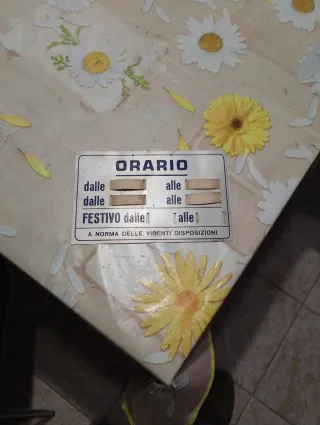 ORARIO
dalle alle
dalle alle
FESTIVO dalle alle
A NORMA DELLE VIGENTI DISPOSIZIONI